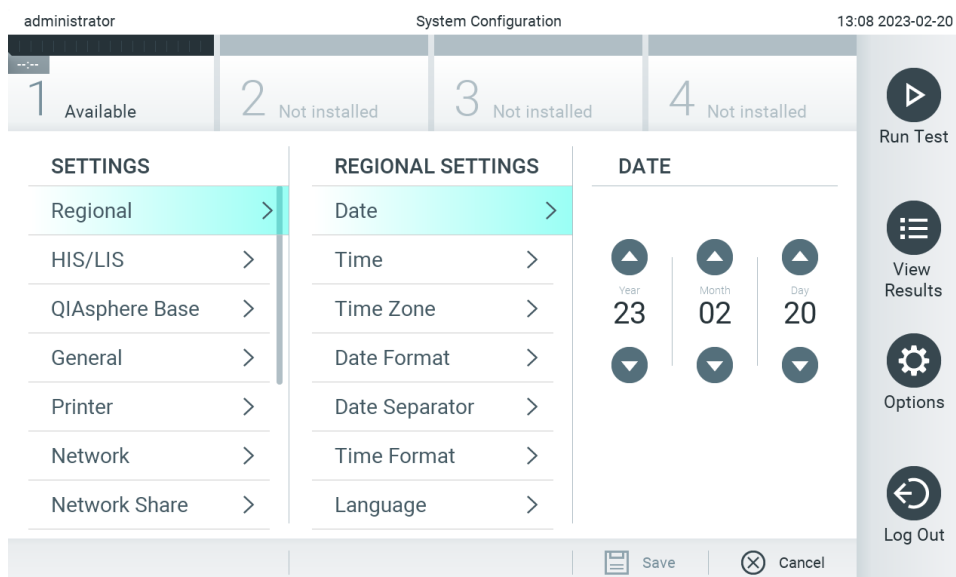 administrator
System Configuration
13:08 2023-02-20
--:--
1 Available
2 Not installed
3 Not installed
4 Not installed
Run Test
View
Results
Options
Log Out
SETTINGS
Regional
HIS/LIS
QIAsphere Base
General
Printer
Network
Network Share
REGIONAL SETTINGS
Date
Time
Time Zone
Date Format
Date Separator
Time Format
Language
DATE
Year
23
Month
02
Day
20
Save
Cancel